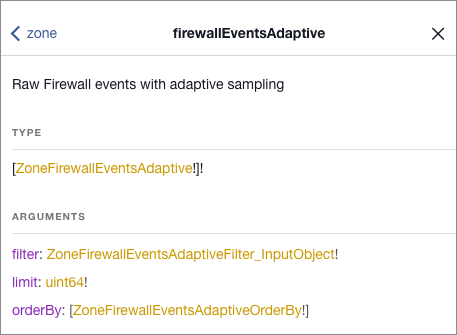 zone
firewallEventsAdaptive
Raw Firewall events with adaptive sampling
TYPE
[ZoneFirewallEventsAdaptive!]!
ARGUMENTS
filter: ZoneFirewallEventsAdaptiveFilter_InputObject!
limit: uint64!
orderBy: [ZoneFirewallEventsAdaptiveOrderBy!]